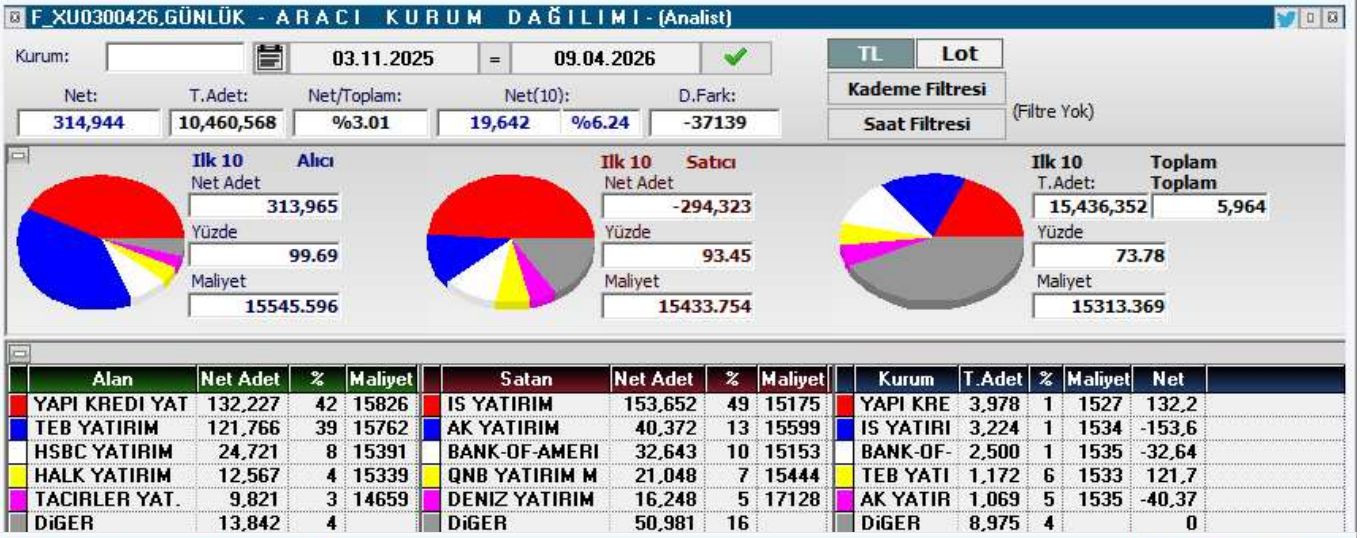 F_XU0300426,GÜNLÜK - ARACI KURUM DAĞILIMI-(Analist)
Kurum: 03.11.2025 = 09.04.2026 TL Lot
Kademe Filtresi
Net: T.Adet: Net/Toplam: Net(10): D.Fark:
314,944 10,460,568 %3.01 19,642 %6.24 -37139 Saat Filtresi (Filtre Yok)
Ilk 10 Alıcı Ilk 10 Satıcı Ilk 10 Toplam
Net Adet Net Adet T.Adet: Toplam
313,965 -294,323 15,436,352 5,964
Yüzde Yüzde Yüzde
99.69 93.45 73.78
Maliyet Maliyet Maliyet
15545.596 15433.754 15313.369
Alan Net Adet % Maliyet Satan Net Adet % Maliyet Kurum T.Adet % Maliyet Net
YAPI KREDI YAT 132,227 42 15826 IS YATIRIM 153,652 49 15175 YAPI KRE 3,978 1 1527 132,2
TEB YATIRIM 121,766 39 15762 AK YATIRIM 40,372 13 15599 IS YATIRI 3,224 1 1534 -153,6
HSBC YATIRIM 24,721 8 15391 BANK-OF-AMERI 32,643 10 15153 BANK-OF- 2,500 1 1535 -32,64
HALK YATIRIM 12,567 4 15339 QNB YATIRIM M 21,048 7 15444 TEB YATI 1,172 6 1533 121,7
TACIRLER YAT. 9,821 3 14659 DENIZ YATIRIM 16,248 5 17128 AK YATIR 1,069 5 1535 -40,37
DiGER 13,842 4 DiGER 50,981 16 DiGER 8,975 4 0